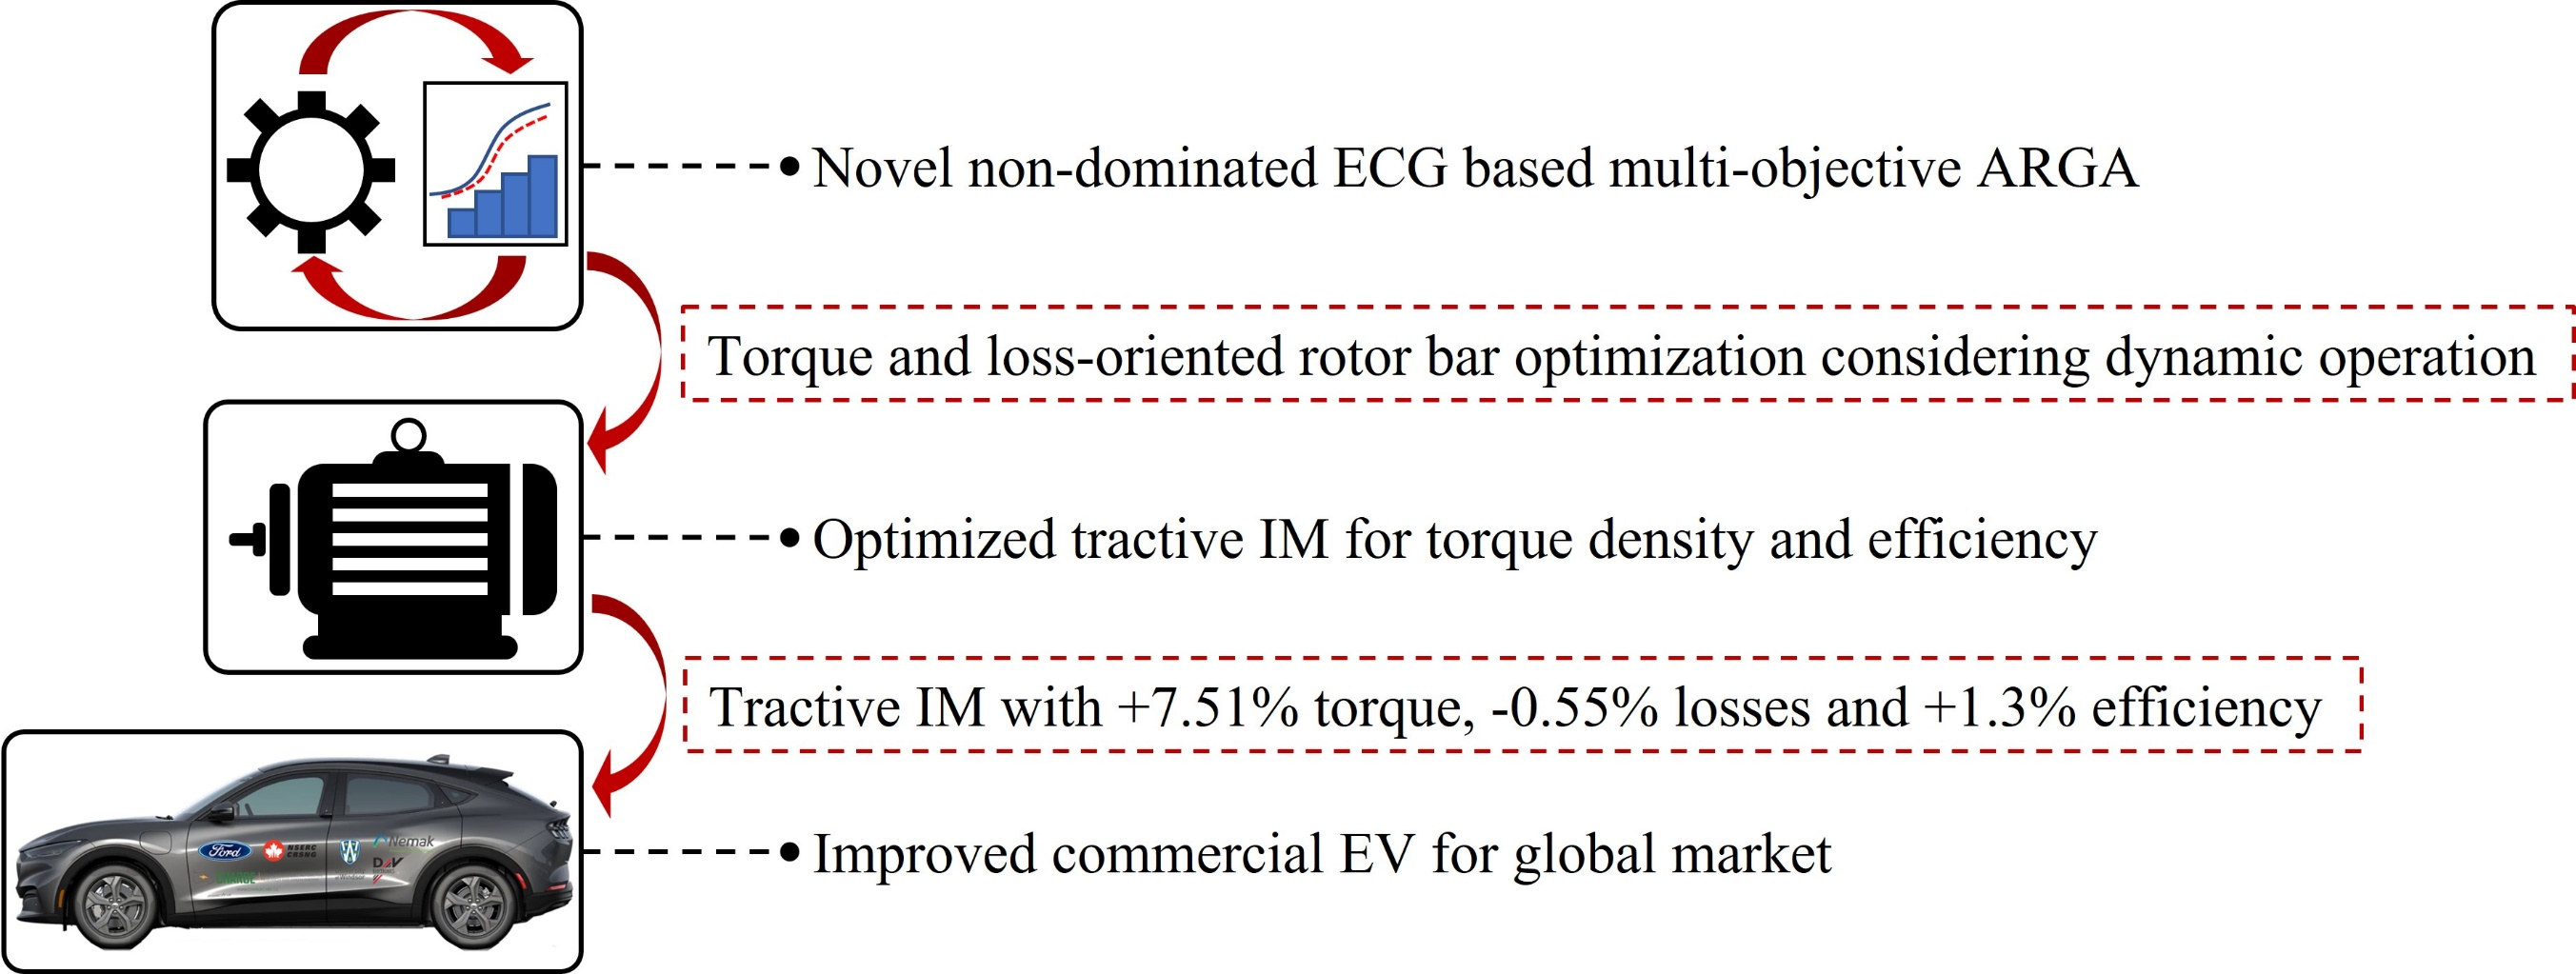 Novel non-dominated ECG based multi-objective ARGA
Torque and loss-oriented rotor bar optimization considering dynamic operation
Optimized tractive IM for torque density and efficiency
Tractive IM with +7.51% torque, -0.55% losses and +1.3% efficiency
Improved commercial EV for global market
Ford
NSERC
CRSNG
Nemak